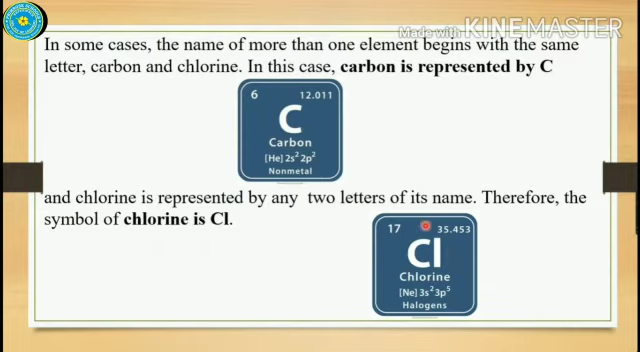 Made with KINEMASTER
In some cases, the name of more than one element begins with the same
letter, carbon and chlorine. In this case, carbon is represented by C
6 12.011
C
Carbon
[He] 2s² 2p²
Nonmetal
and chlorine is represented by any two letters of its name. Therefore, the
symbol of chlorine is Cl.
17 35.453
Cl
Chlorine
[Ne] 3s² 3p⁵
Halogens